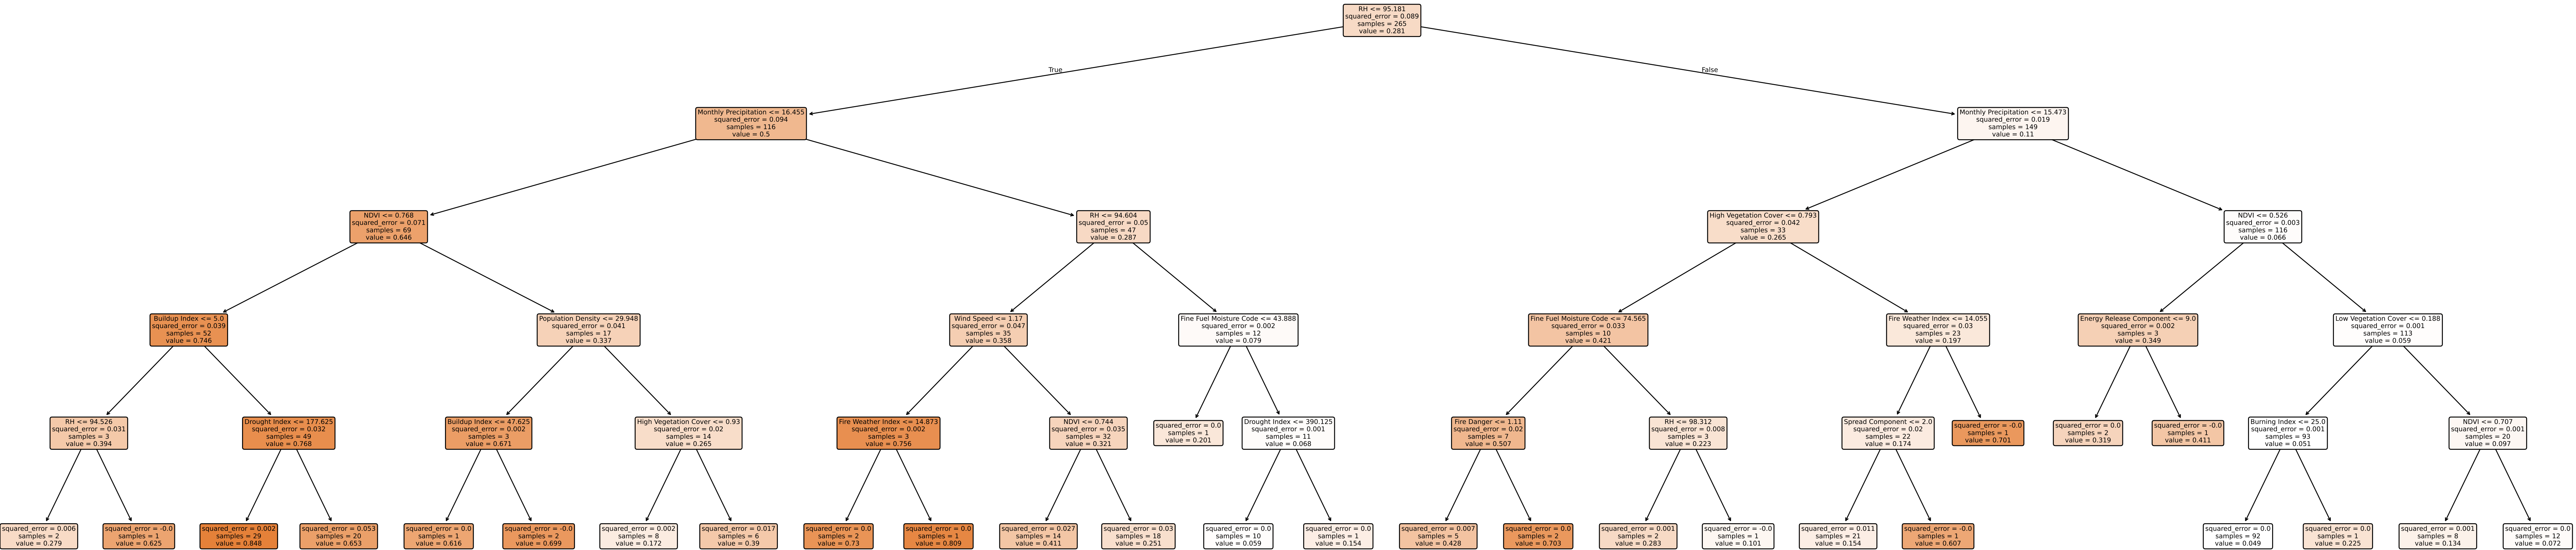 RH <= 95.181
squared_error = 0.089
samples = 265
value = 0.281
True
False
Monthly Precipitation <= 16.455
squared_error = 0.094
samples = 116
value = 0.5
Monthly Precipitation <= 15.473
squared_error = 0.019
samples = 149
value = 0.11
NDVI <= 0.768
squared_error = 0.071
samples = 69
value = 0.646
RH <= 94.604
squared_error = 0.05
samples = 47
value = 0.287
High Vegetation Cover <= 0.793
squared_error = 0.042
samples = 33
value = 0.265
NDVI <= 0.526
squared_error = 0.003
samples = 116
value = 0.066
Buildup Index <= 5.0
squared_error = 0.039
samples = 52
value = 0.746
Population Density <= 29.948
squared_error = 0.041
samples = 17
value = 0.337
Wind Speed <= 1.17
squared_error = 0.047
samples = 35
value = 0.358
Fine Fuel Moisture Code <= 43.888
squared_error = 0.002
samples = 12
value = 0.079
Fine Fuel Moisture Code <= 74.565
squared_error = 0.033
samples = 10
value = 0.421
Fire Weather Index <= 14.055
squared_error = 0.03
samples = 23
value = 0.197
Energy Release Component <= 9.0
squared_error = 0.002
samples = 3
value = 0.349
Low Vegetation Cover <= 0.188
squared_error = 0.001
samples = 113
value = 0.059
RH <= 94.526
squared_error = 0.031
samples = 3
value = 0.394
Drought Index <= 177.625
squared_error = 0.032
samples = 49
value = 0.768
Buildup Index <= 47.625
squared_error = 0.002
samples = 3
value = 0.671
High Vegetation Cover <= 0.93
squared_error = 0.02
samples = 14
value = 0.265
Fire Weather Index <= 14.873
squared_error = 0.002
samples = 3
value = 0.756
NDVI <= 0.744
squared_error = 0.035
samples = 32
value = 0.321
squared_error = 0.0
samples = 1
value = 0.201
Drought Index <= 390.125
squared_error = 0.001
samples = 11
value = 0.068
Fire Danger <= 1.11
squared_error = 0.02
samples = 7
value = 0.507
RH <= 98.312
squared_error = 0.008
samples = 3
value = 0.223
Spread Component <= 2.0
squared_error = 0.02
samples = 22
value = 0.174
squared_error = -0.0
samples = 1
value = 0.701
squared_error = 0.0
samples = 2
value = 0.319
squared_error = -0.0
samples = 1
value = 0.411
Burning Index <= 25.0
squared_error = 0.001
samples = 93
value = 0.051
NDVI <= 0.707
squared_error = 0.001
samples = 20
value = 0.097
squared_error = 0.006
samples = 2
value = 0.279
squared_error = -0.0
samples = 1
value = 0.625
squared_error = 0.002
samples = 29
value = 0.848
squared_error = 0.053
samples = 20
value = 0.653
squared_error = 0.0
samples = 1
value = 0.616
squared_error = -0.0
samples = 2
value = 0.699
squared_error = 0.002
samples = 8
value = 0.172
squared_error = 0.017
samples = 6
value = 0.39
squared_error = 0.0
samples = 2
value = 0.73
squared_error = 0.0
samples = 1
value = 0.809
squared_error = 0.027
samples = 14
value = 0.411
squared_error = 0.03
samples = 18
value = 0.251
squared_error = 0.0
samples = 10
value = 0.059
squared_error = 0.0
samples = 1
value = 0.154
squared_error = 0.007
samples = 5
value = 0.428
squared_error = 0.0
samples = 2
value = 0.703
squared_error = 0.001
samples = 2
value = 0.283
squared_error = -0.0
samples = 1
value = 0.101
squared_error = 0.011
samples = 21
value = 0.154
squared_error = -0.0
samples = 1
value = 0.607
squared_error = 0.0
samples = 92
value = 0.049
squared_error = 0.0
samples = 1
value = 0.225
squared_error = 0.001
samples = 8
value = 0.134
squared_error = 0.0
samples = 12
value = 0.072